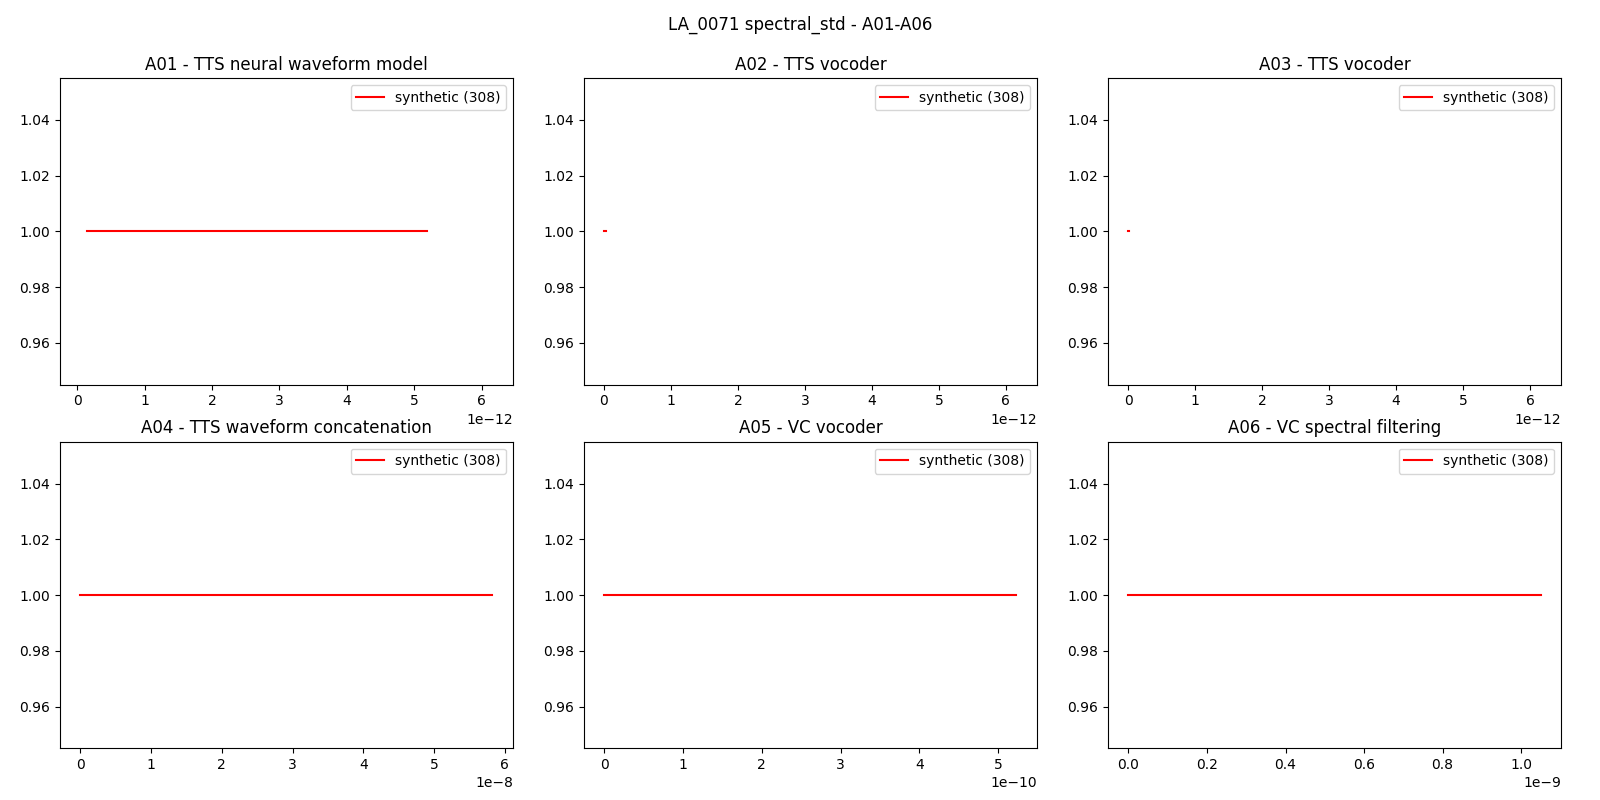 LA_0071 spectral_std - A01-A06
A01 - TTS neural waveform model
synthetic (308)
1.04
1.02
1.00
0.98
0.96
0 1 2 3 4 5 6
1e−12
A02 - TTS vocoder
synthetic (308)
1.04
1.02
1.00
0.98
0.96
0 1 2 3 4 5 6
1e−12
A03 - TTS vocoder
synthetic (308)
1.04
1.02
1.00
0.98
0.96
0 1 2 3 4 5 6
1e−12
A04 - TTS waveform concatenation
synthetic (308)
1.04
1.02
1.00
0.98
0.96
0 1 2 3 4 5 6
1e−8
A05 - VC vocoder
synthetic (308)
1.04
1.02
1.00
0.98
0.96
0 1 2 3 4 5
1e−10
A06 - VC spectral filtering
synthetic (308)
1.04
1.02
1.00
0.98
0.96
0.0 0.2 0.4 0.6 0.8 1.0
1e−9